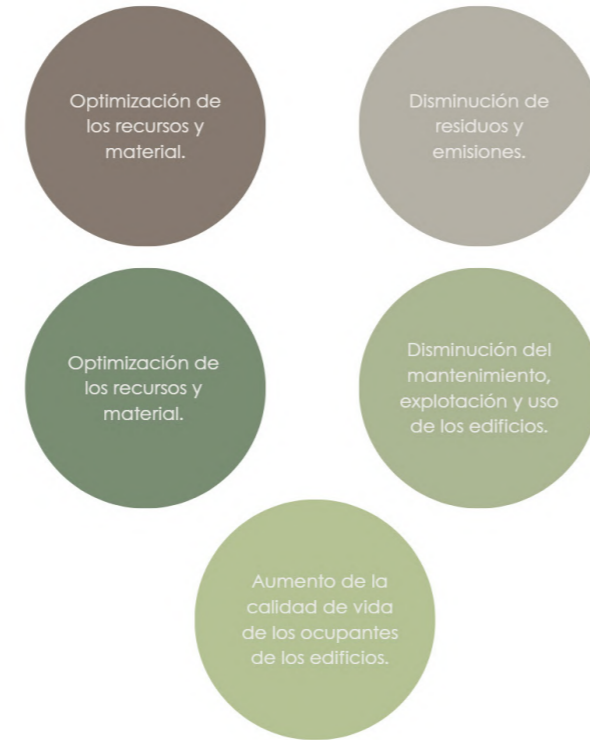 Optimización de
los recursos y
material.
Disminución de
residuos y
emisiones.
Optimización de
los recursos y
material.
Disminución del
mantenimiento,
explotación y uso
de los edificios.
Aumento de la
calidad de vida
de los ocupantes
de los edificios.